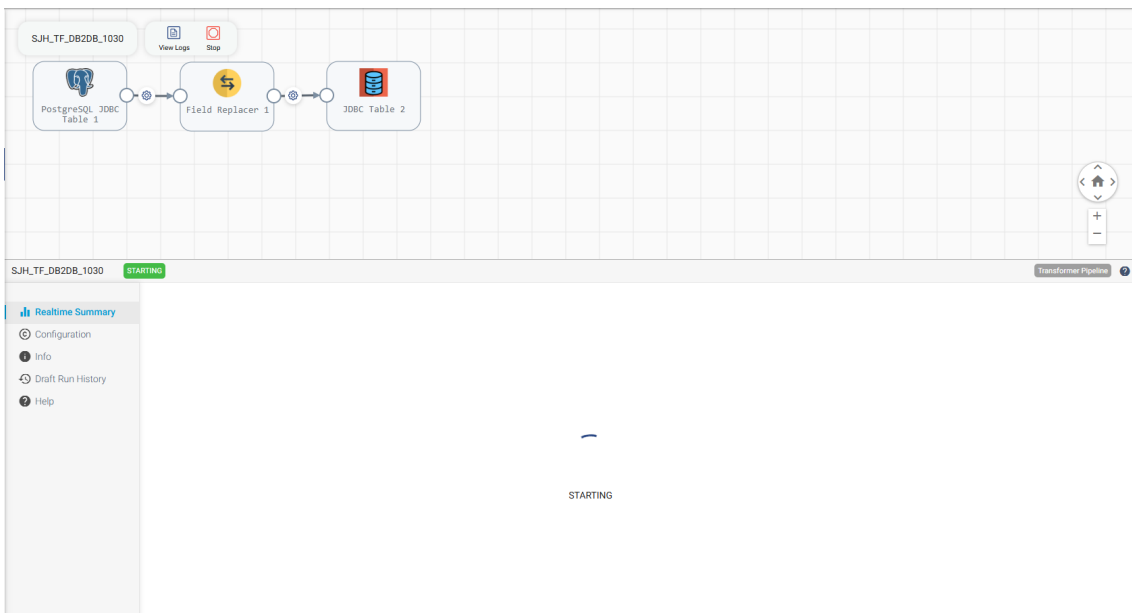 SJH_TF_DB2DB_1030
View Logs
Stop
PostgreSQL JDBC
Table 1
Field Replacer 1
JDBC Table 2
SJH_TF_DB2DB_1030
STARTING
Transformer Pipeline
Realtime Summary
Configuration
Info
Draft Run History
Help
STARTING